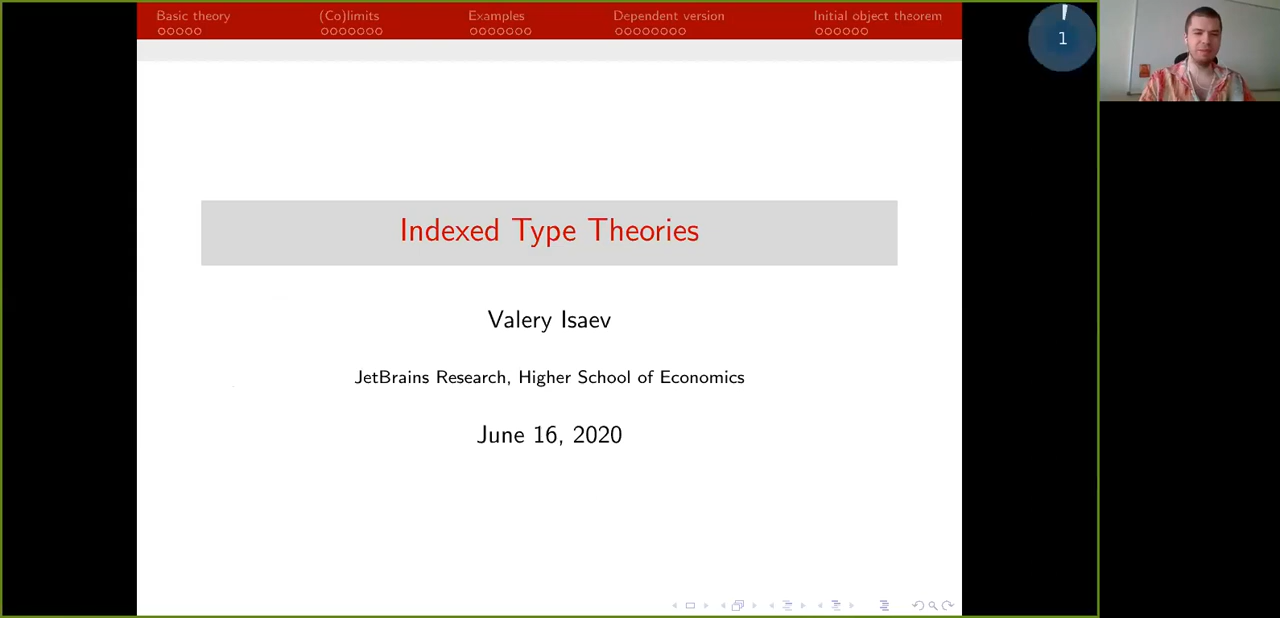 Basic theory
(Co)limits
Examples
Dependent version
Initial object theorem
1
Indexed Type Theories
Valery Isaev
JetBrains Research, Higher School of Economics
June 16, 2020